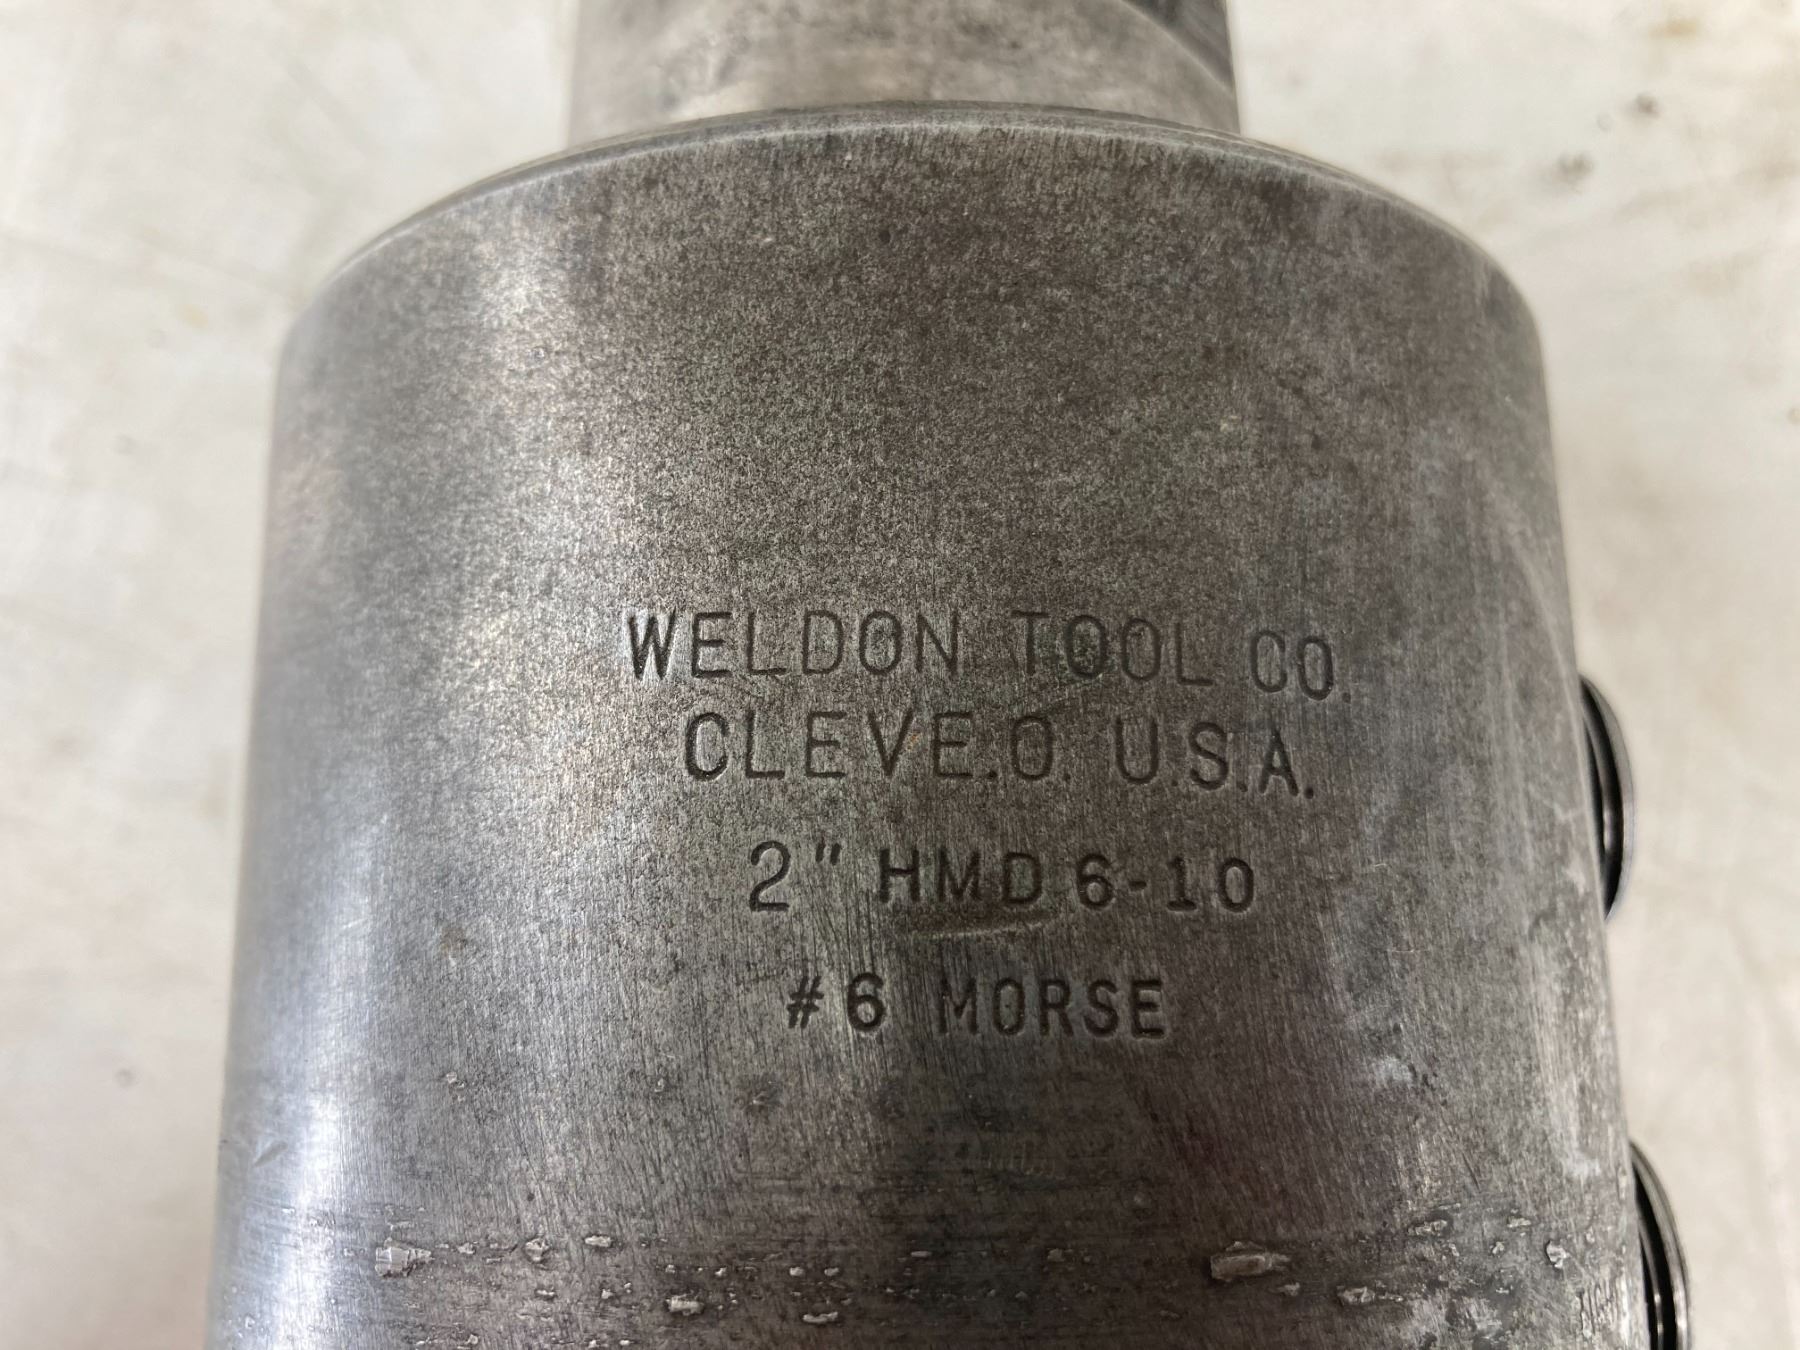 WELDON TOOL CO.
CLEVE.O. U.S.A.
2" HMD 6-10
#6 MORSE